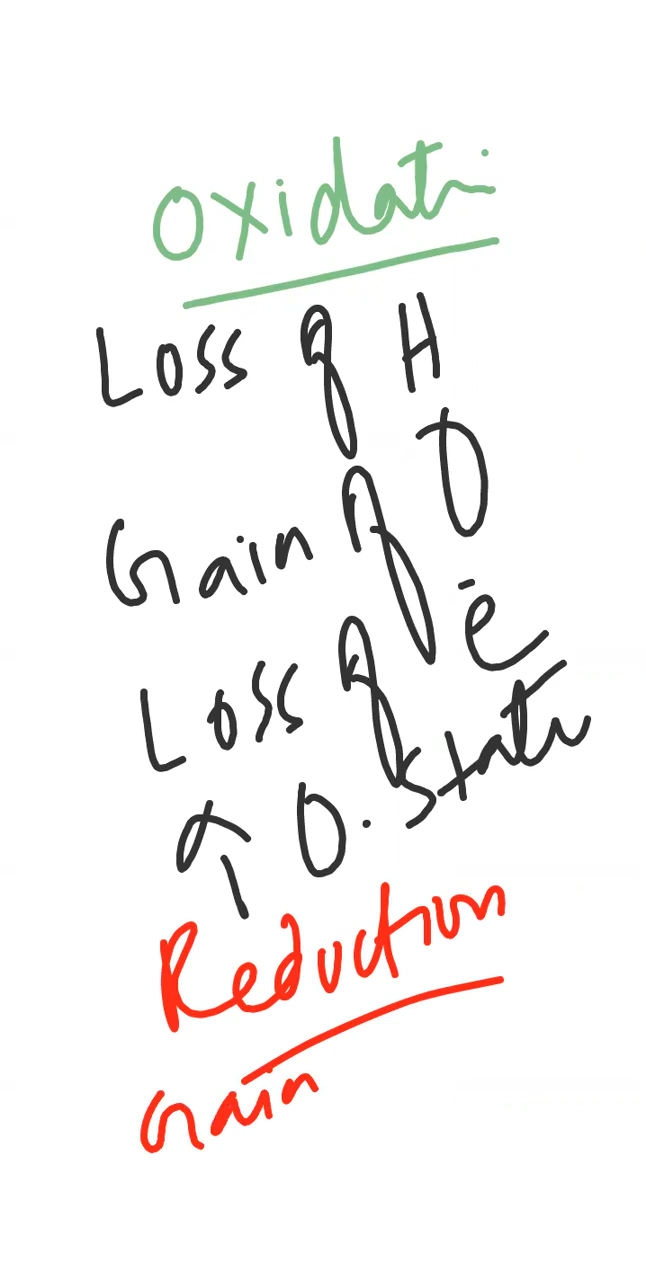 Oxidati
Loss of H
Gain of O
Loss of e⁻
↑ O. State
Reduction
Gain